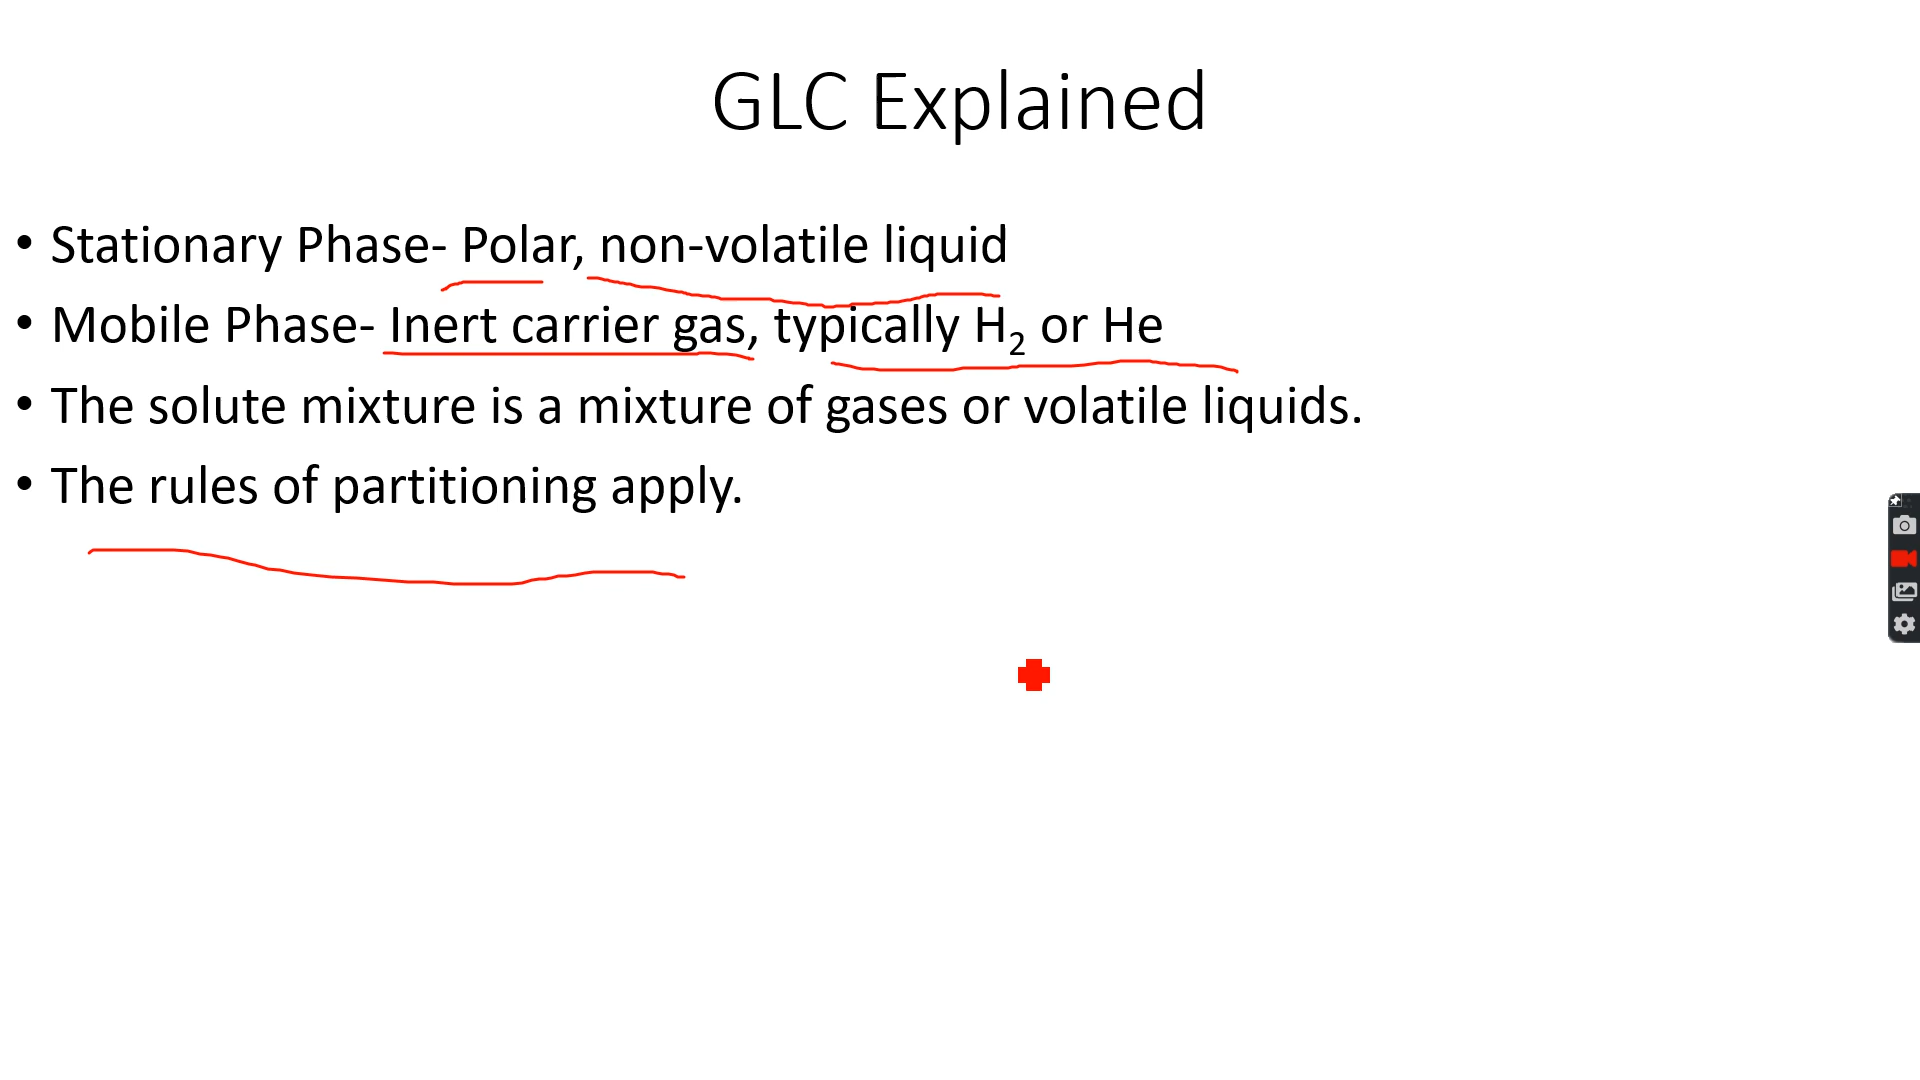 GLC Explained
• Stationary Phase- Polar, non-volatile liquid
• Mobile Phase- Inert carrier gas, typically H₂ or He
• The solute mixture is a mixture of gases or volatile liquids.
• The rules of partitioning apply.